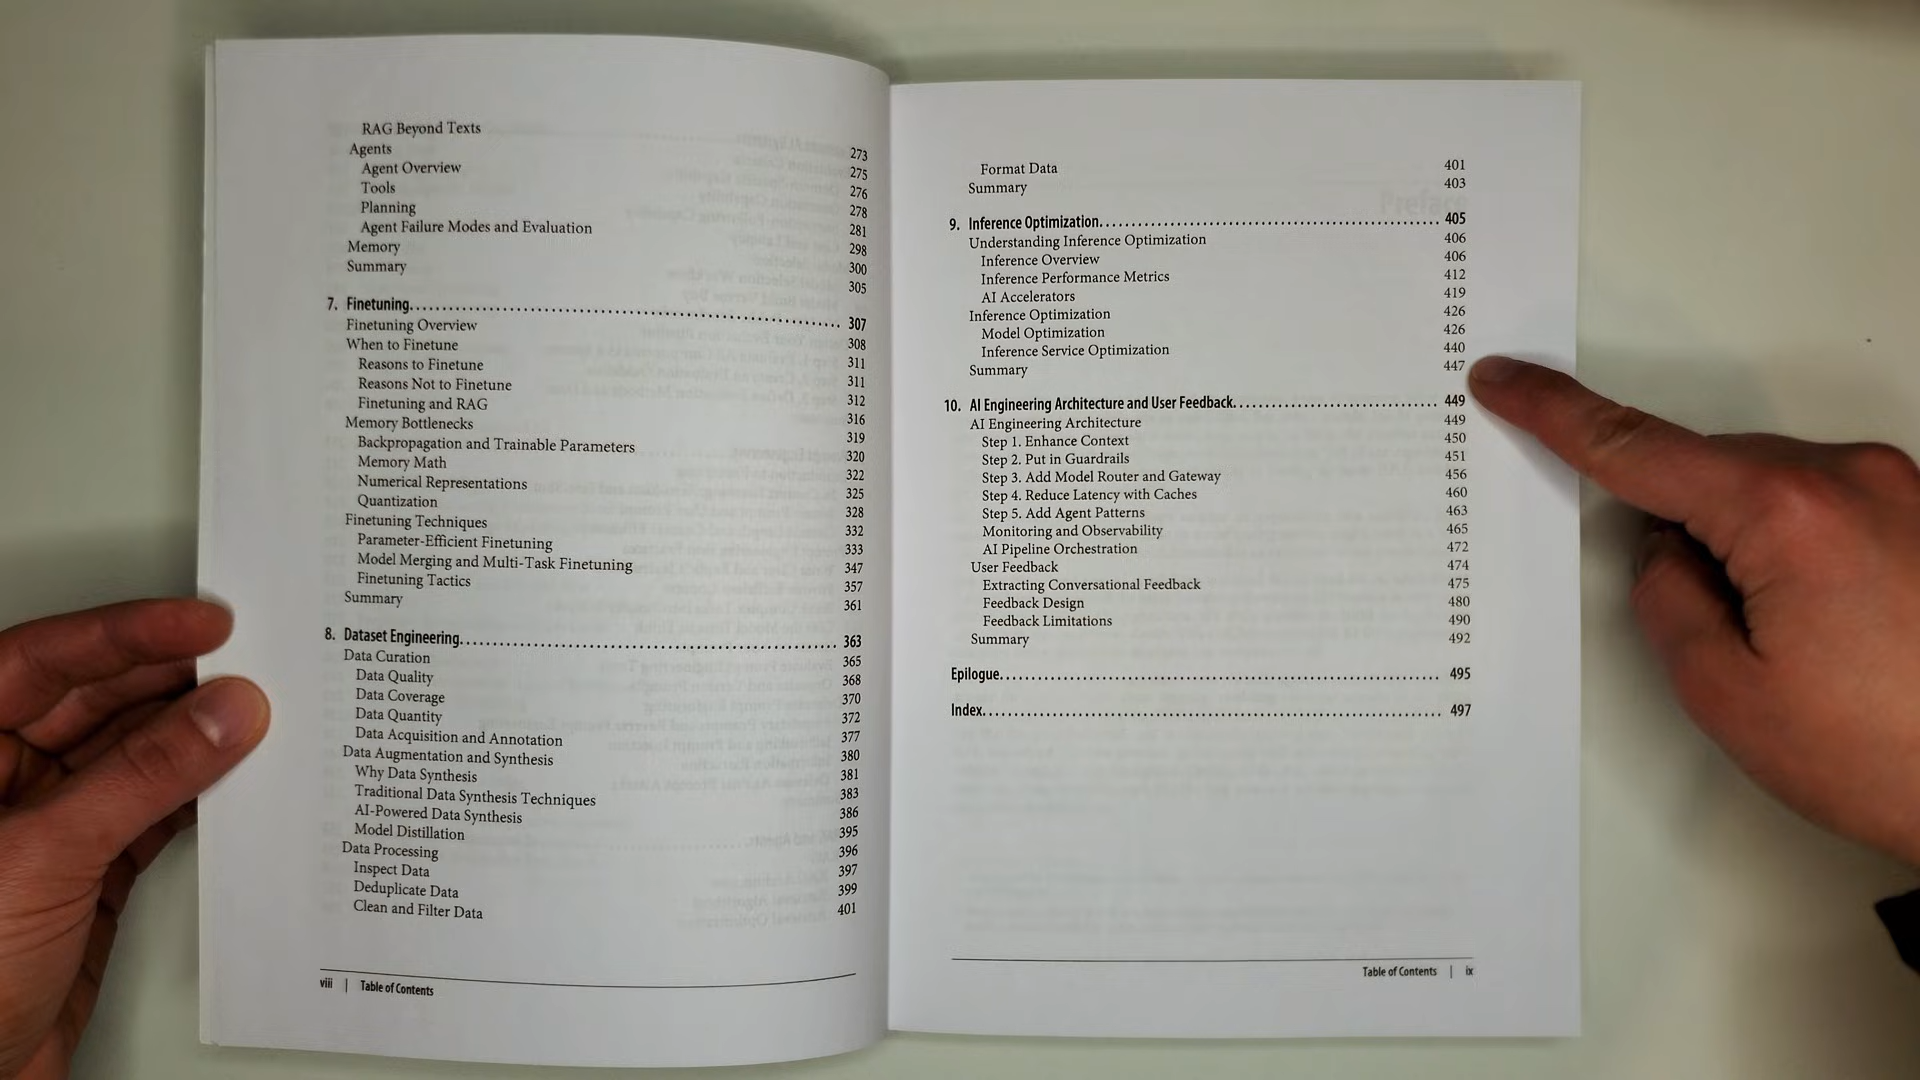 RAG Beyond Texts 273
Agents 275
Agent Overview 276
Tools 278
Planning 281
Agent Failure Modes and Evaluation 298
Memory 300
Summary 305
7. Finetuning. 307
Finetuning Overview 308
When to Finetune 311
Reasons to Finetune 311
Reasons Not to Finetune 312
Finetuning and RAG 316
Memory Bottlenecks 319
Backpropagation and Trainable Parameters 320
Memory Math 322
Numerical Representations 325
Quantization 328
Finetuning Techniques 332
Parameter-Efficient Finetuning 333
Model Merging and Multi-Task Finetuning 347
Finetuning Tactics 357
Summary 361
8. Dataset Engineering. 363
Data Curation 365
Data Quality 368
Data Coverage 370
Data Quantity 372
Data Acquisition and Annotation 377
Data Augmentation and Synthesis 380
Why Data Synthesis 381
Traditional Data Synthesis Techniques 383
AI-Powered Data Synthesis 386
Model Distillation 395
Data Processing 396
Inspect Data 397
Deduplicate Data 399
Clean and Filter Data 401
viii | Table of Contents
Format Data 401
Summary 403
9. Inference Optimization. 405
Understanding Inference Optimization 406
Inference Overview 406
Inference Performance Metrics 412
AI Accelerators 419
Inference Optimization 426
Model Optimization 426
Inference Service Optimization 440
Summary 447
10. AI Engineering Architecture and User Feedback. 449
AI Engineering Architecture 449
Step 1. Enhance Context 450
Step 2. Put in Guardrails 451
Step 3. Add Model Router and Gateway 456
Step 4. Reduce Latency with Caches 460
Step 5. Add Agent Patterns 463
Monitoring and Observability 465
AI Pipeline Orchestration 472
User Feedback 474
Extracting Conversational Feedback 475
Feedback Design 480
Feedback Limitations 490
Summary 492
Epilogue. 495
Index. 497
Table of Contents | ix